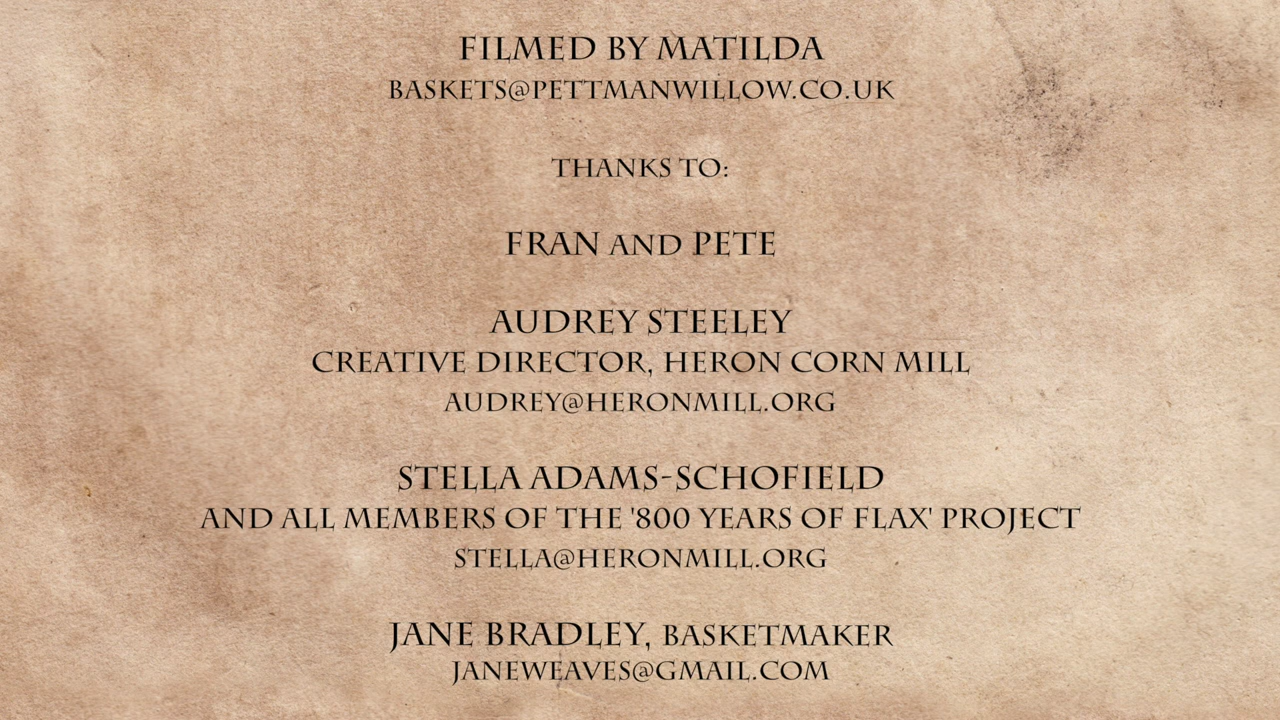 FILMED BY MATILDA
BASKETS@PETTMANWILLOW.CO.UK
THANKS TO:
FRAN AND PETE
AUDREY STEELEY
CREATIVE DIRECTOR, HERON CORN MILL
AUDREY@HERONMILL.ORG
STELLA ADAMS-SCHOFIELD
AND ALL MEMBERS OF THE '800 YEARS OF FLAX' PROJECT
STELLA@HERONMILL.ORG
JANE BRADLEY, BASKETMAKER
JANEWEAVES@GMAIL.COM